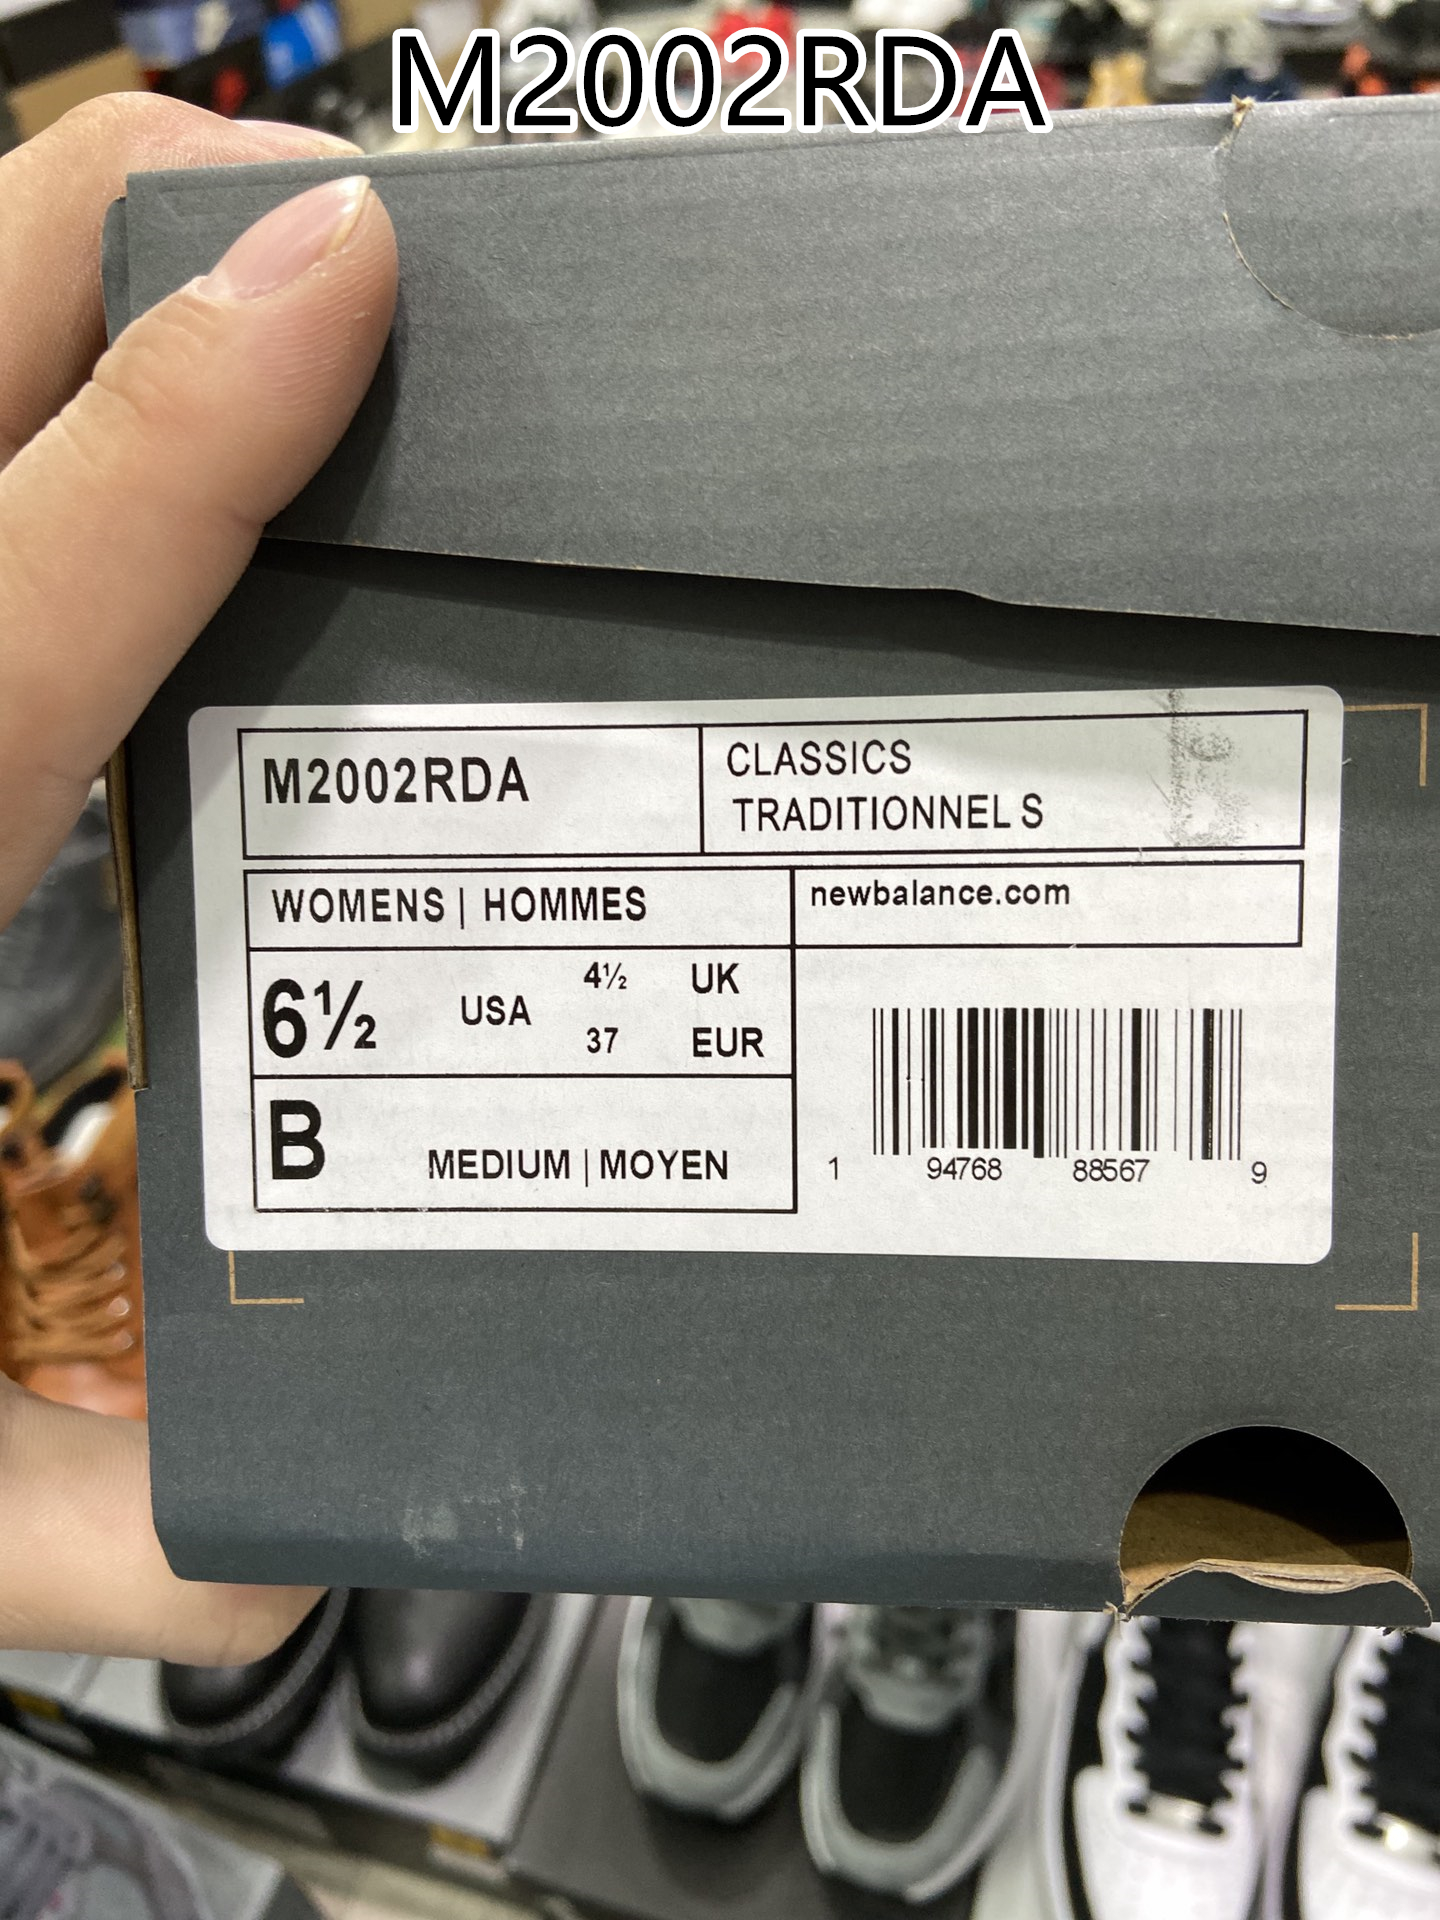 M2002RDA
M2002RDA
CLASSICS
TRADITIONNEL S
WOMENS | HOMMES
newbalance.com
6½ USA 4½ UK
37 EUR
B MEDIUM | MOYEN
1 94768 88567 9